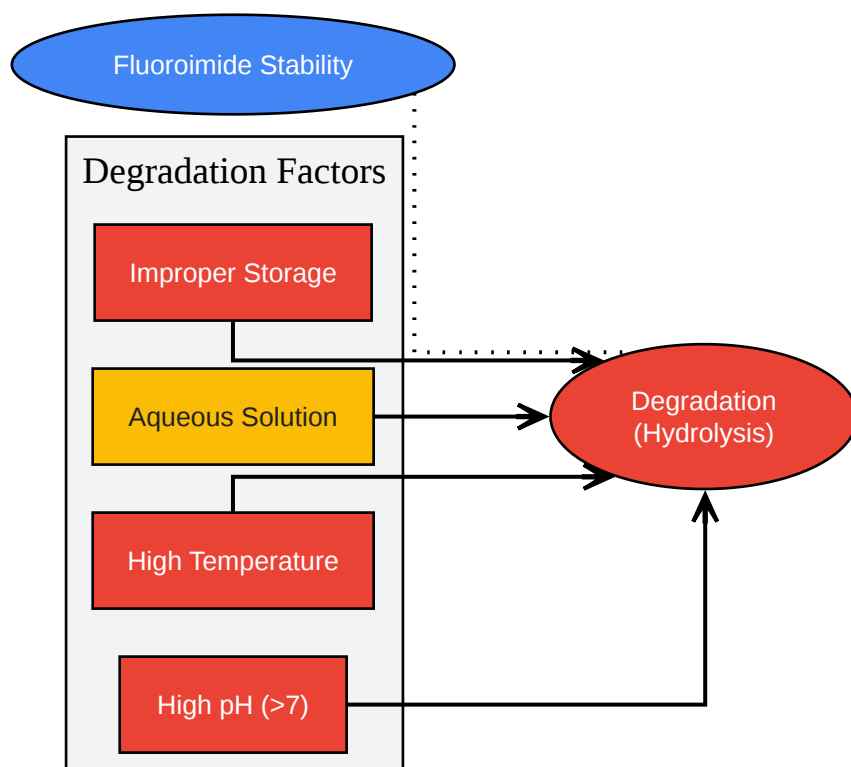 Fluoroimide Stability
Degradation Factors
Improper Storage
Aqueous Solution
Degradation
(Hydrolysis)
High Temperature
High pH (>7)